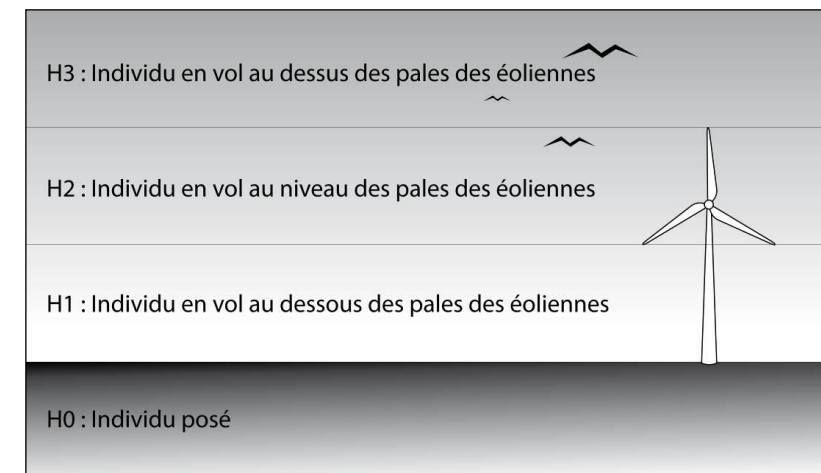 H3 : Individu en vol au dessus des pales des éoliennes
H2 : Individu en vol au niveau des pales des éoliennes
H1 : Individu en vol au dessous des pales des éoliennes
H0 : Individu posé